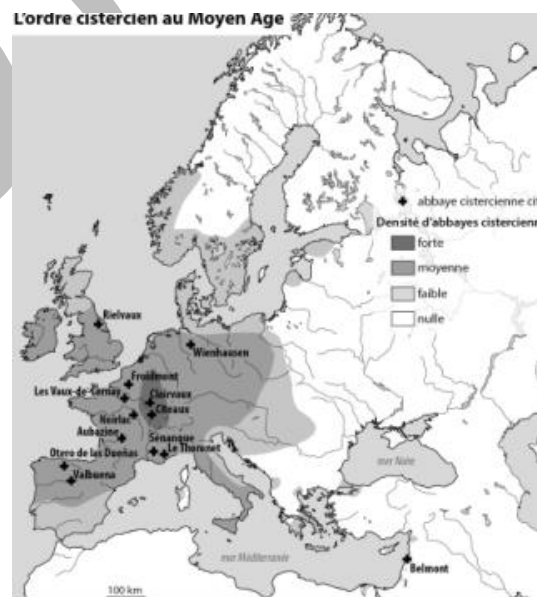 L'ordre cistercien au Moyen Âge
abbaye cistercienne cit
Densité d'abbayes cistercienn
forte
moyenne
faible
nulle
Rielvaux
Wienhausen
Froidmont
Les Vaux-de-Cernay
Clairvaux
Cîteaux
Noirlac
Aubazine
Sénanque
Le Thoronet
Otero de las Dueñas
Valbuena
mer Noire
mer Méditerranée
Belmont
100 km